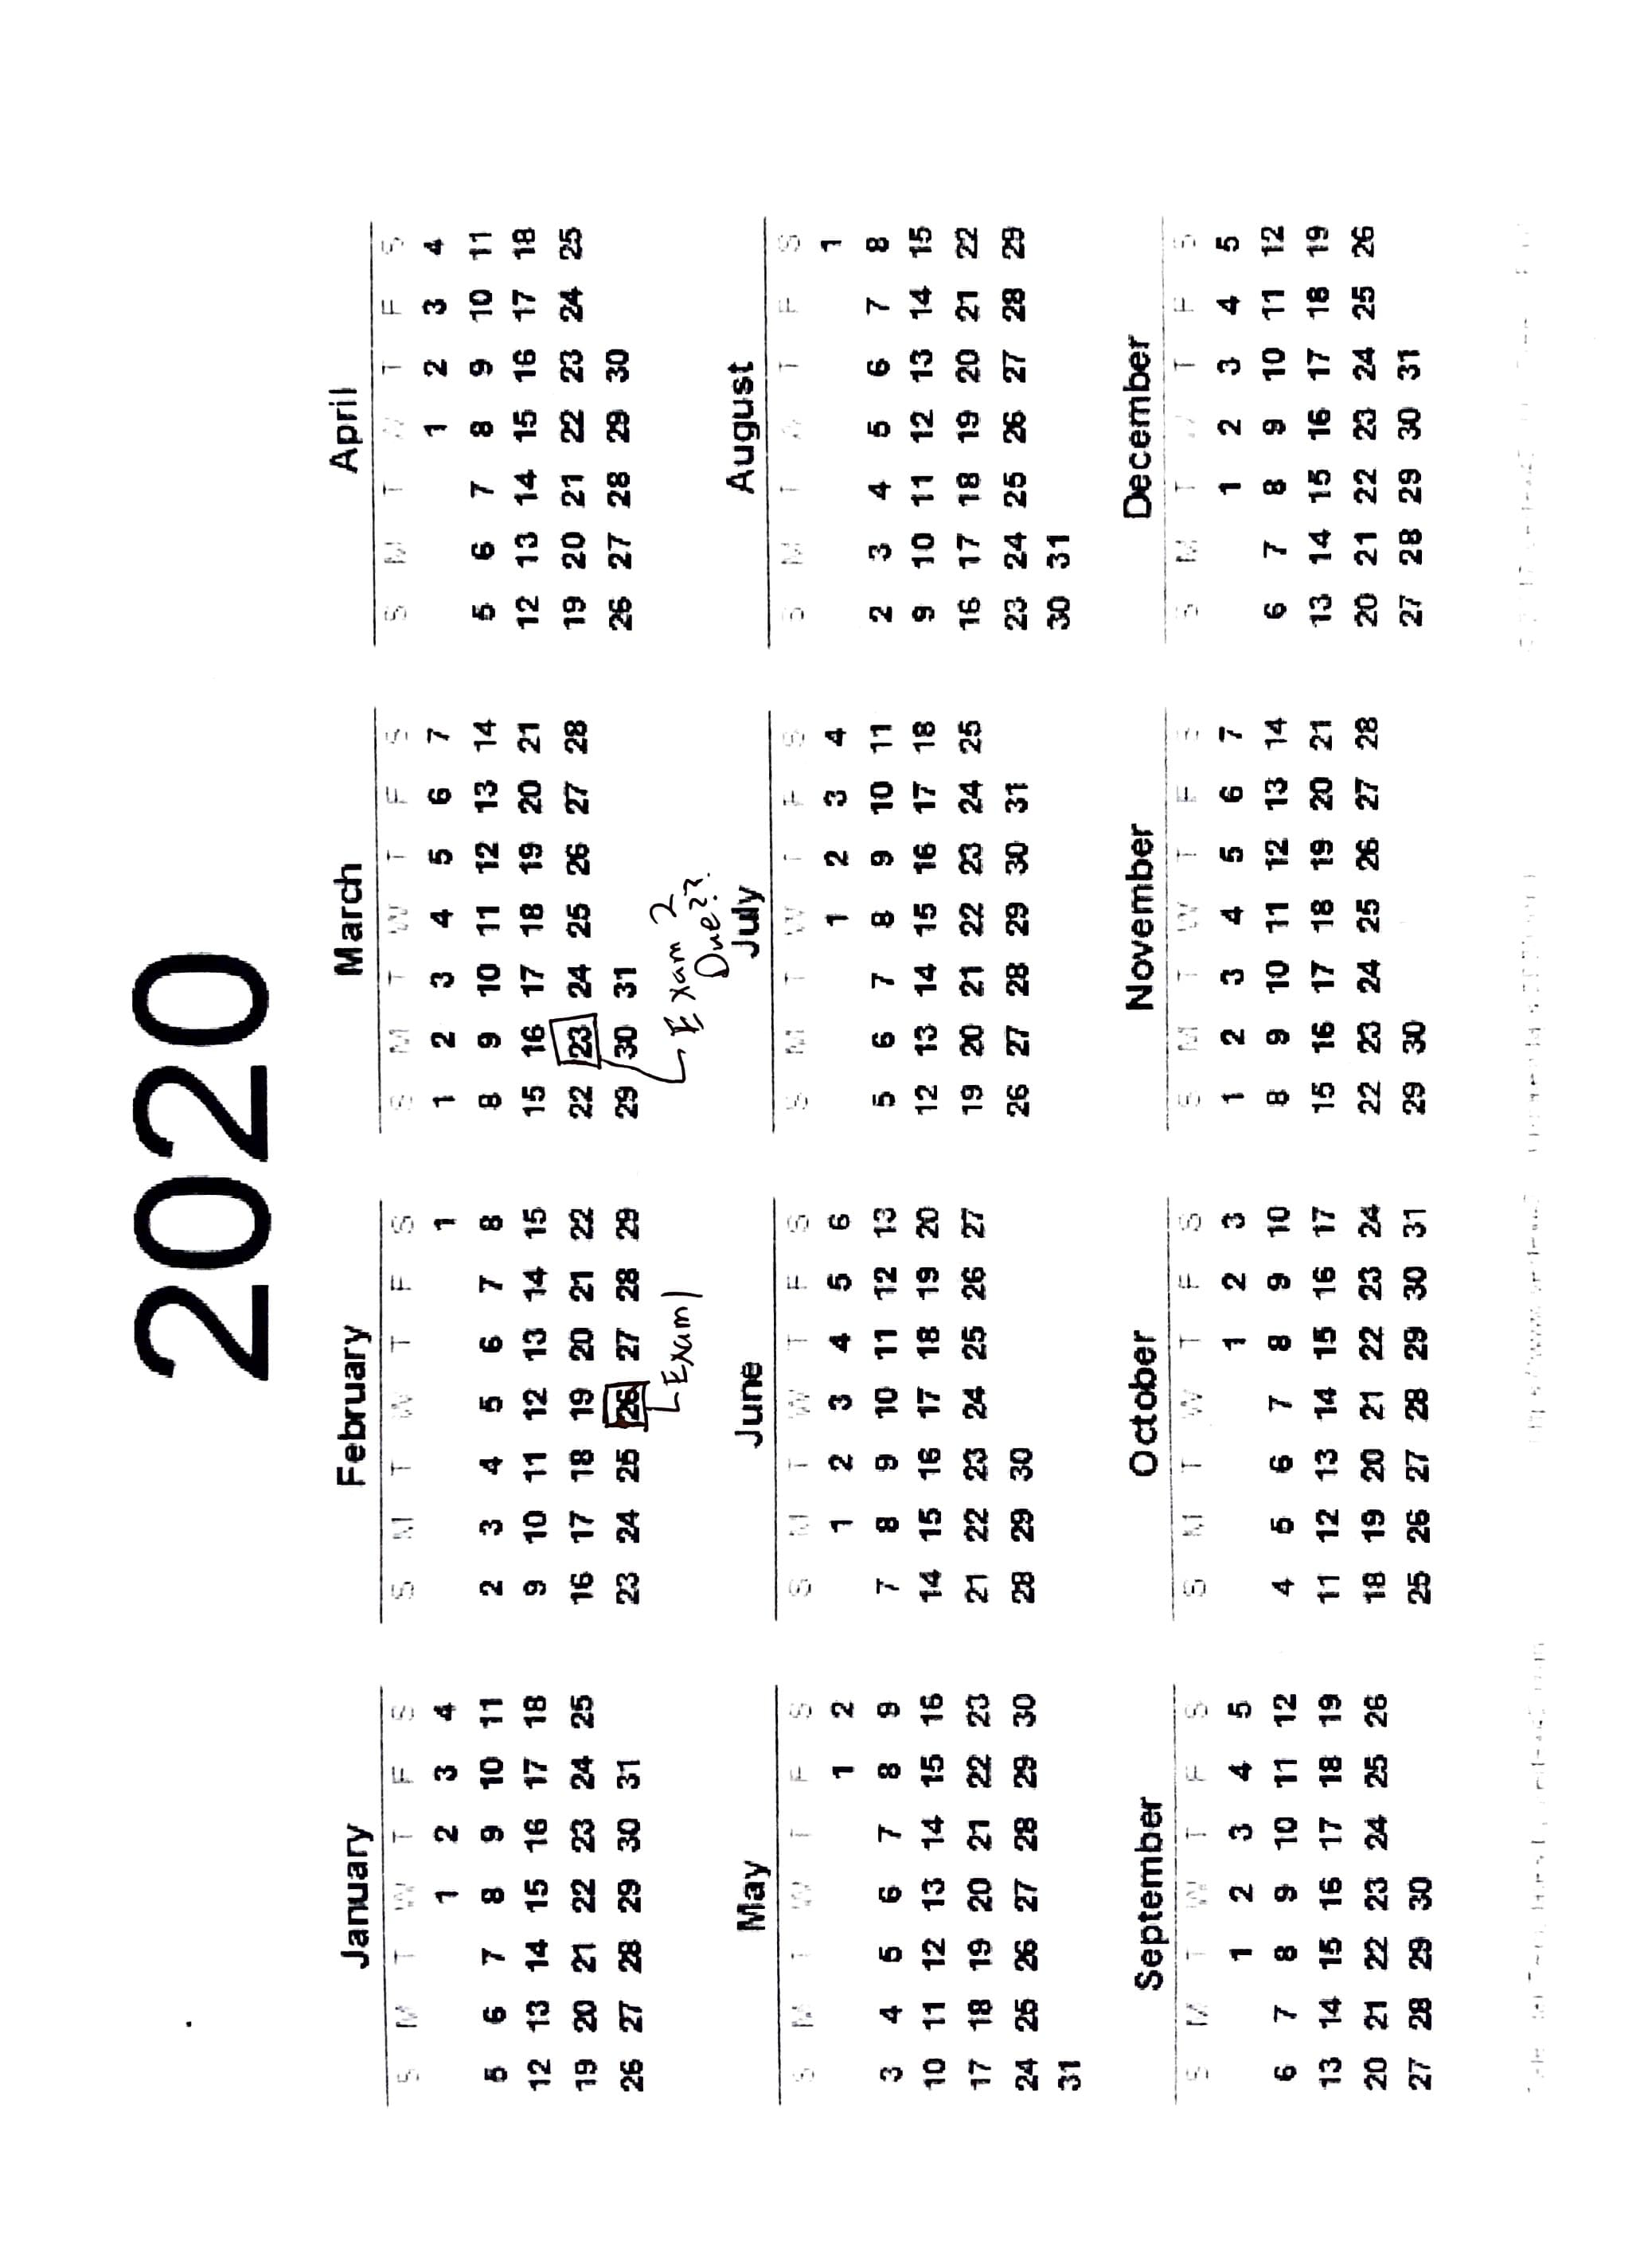 2020
January
S M T W T F S
1 2 3 4
5 6 7 8 9 10 11
12 13 14 15 16 17 18
19 20 21 22 23 24 25
26 27 28 29 30 31
February
S M T W T F S
1
2 3 4 5 6 7 8
9 10 11 12 13 14 15
16 17 18 19 20 21 22
23 24 25 26 27 28 29
Exam 1
March
S M T W T F S
1 2 3 4 5 6 7
8 9 10 11 12 13 14
15 16 17 18 19 20 21
22 23 24 25 26 27 28
29 30 31
Exam 2
Due??
April
S M T W T F S
1 2 3 4
5 6 7 8 9 10 11
12 13 14 15 16 17 18
19 20 21 22 23 24 25
26 27 28 29 30
May
S M T W T F S
1 2
3 4 5 6 7 8 9
10 11 12 13 14 15 16
17 18 19 20 21 22 23
24 25 26 27 28 29 30
31
June
S M T W T F S
1 2 3 4 5 6
7 8 9 10 11 12 13
14 15 16 17 18 19 20
21 22 23 24 25 26 27
28 29 30
July
S M T W T F S
1 2 3 4
5 6 7 8 9 10 11
12 13 14 15 16 17 18
19 20 21 22 23 24 25
26 27 28 29 30 31
August
S M T W T F S
1
2 3 4 5 6 7 8
9 10 11 12 13 14 15
16 17 18 19 20 21 22
23 24 25 26 27 28 29
30 31
September
S M T W T F S
1 2 3 4 5
6 7 8 9 10 11 12
13 14 15 16 17 18 19
20 21 22 23 24 25 26
27 28 29 30
October
S M T W T F S
1 2 3
4 5 6 7 8 9 10
11 12 13 14 15 16 17
18 19 20 21 22 23 24
25 26 27 28 29 30 31
November
S M T W T F S
1 2 3 4 5 6 7
8 9 10 11 12 13 14
15 16 17 18 19 20 21
22 23 24 25 26 27 28
29 30
December
S M T W T F S
1 2 3 4 5
6 7 8 9 10 11 12
13 14 15 16 17 18 19
20 21 22 23 24 25 26
27 28 29 30 31